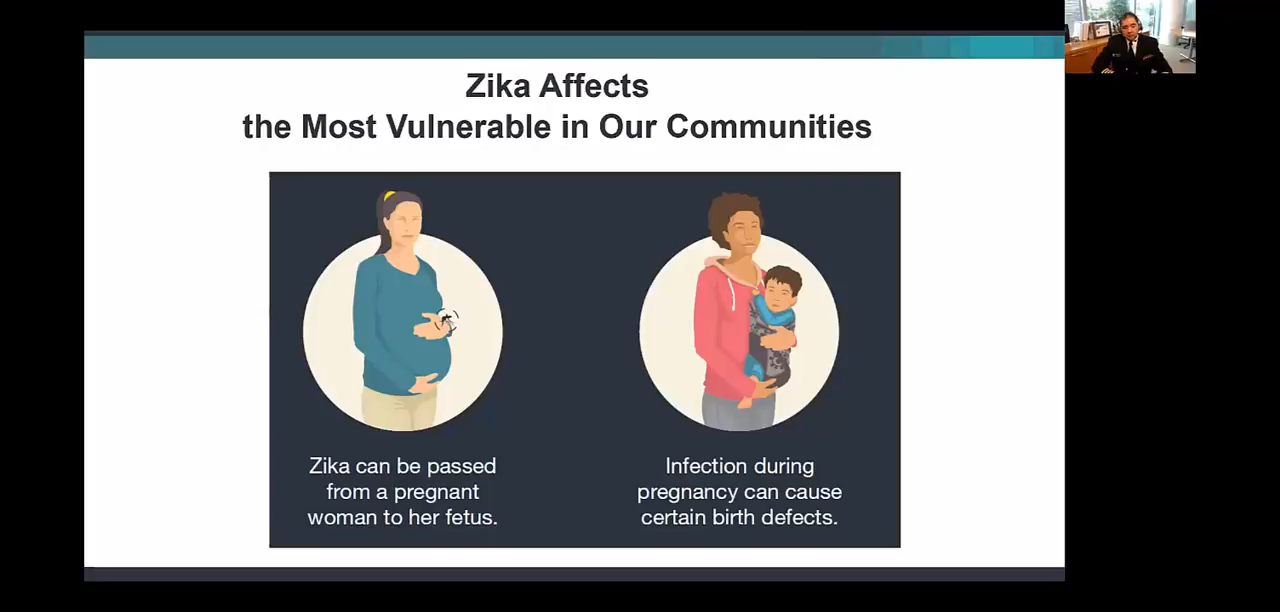 Zika Affects
the Most Vulnerable in Our Communities
Zika can be passed
from a pregnant
woman to her fetus.
Infection during
pregnancy can cause
certain birth defects.